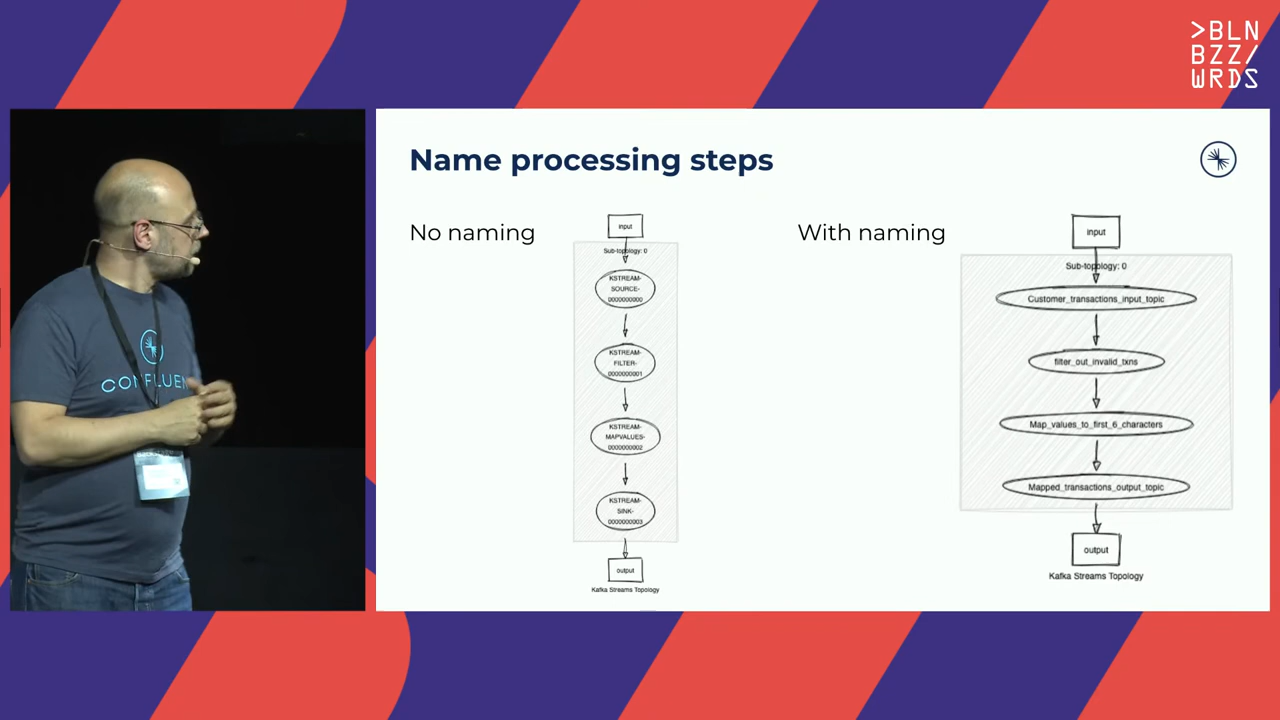 >BLN
BZZ/
WRDS
Name processing steps
No naming
input
Sub-topology: 0
KSTREAM-
SOURCE-
0000000000
KSTREAM-
FILTER-
0000000001
KSTREAM-
MAPVALUES-
0000000002
KSTREAM-
SINK-
0000000003
output
Kafka Streams Topology
With naming
input
Sub-topology: 0
Customer_transactions_input_topic
filter_out_invalid_txns
Map_values_to_first_6_characters
Mapped_transactions_output_topic
output
Kafka Streams Topology
CONFLUEN